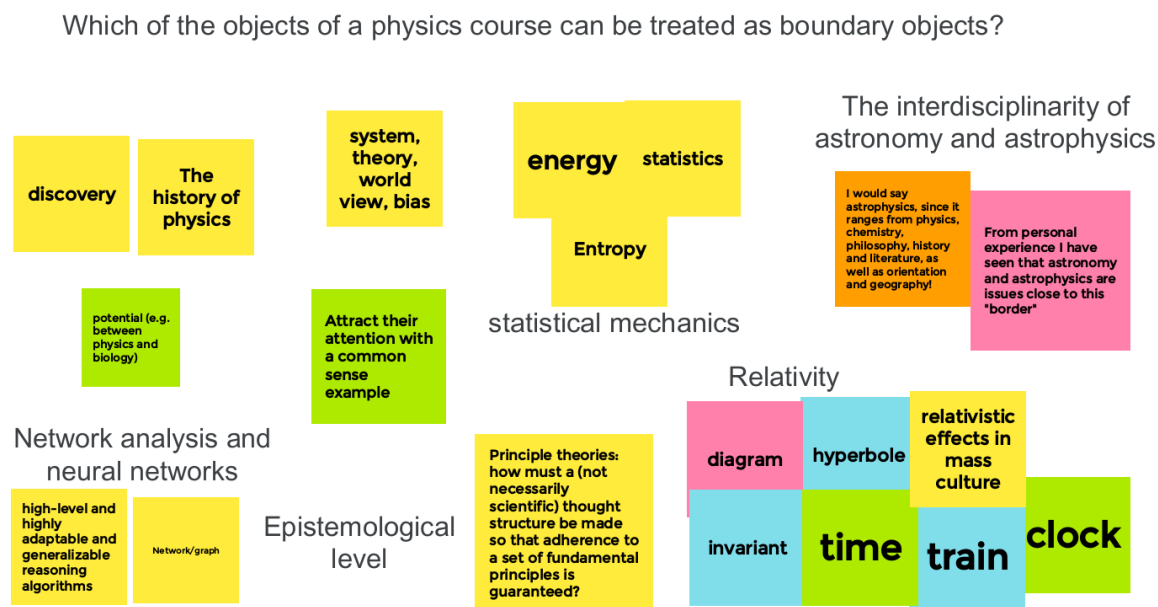 Which of the objects of a physics course can be treated as boundary objects?
discovery
The
history of
physics
system,
theory,
world
view, bias
energy
statistics
Entropy
statistical mechanics
The interdisciplinarity of
astronomy and astrophysics
I would say
astrophysics, since it
ranges from physics,
chemistry,
philosophy, history
and literature, as
well as orientation
and geography!
From personal
experience I have
seen that astronomy
and astrophysics are
issues close to this
"border"
potential (e.g.
between
physics and
biology)
Attract their
attention with
a common
sense
example
Network analysis and
neural networks
high-level and
highly
adaptable and
generalizable
reasoning
algorithms
Network/graph
Epistemological
level
Principle theories:
how must a (not
necessarily
scientific) thought
structure be made
so that adherence to
a set of fundamental
principles is
guaranteed?
Relativity
diagram
hyperbole
relativistic
effects in
mass
culture
invariant
time
train
clock